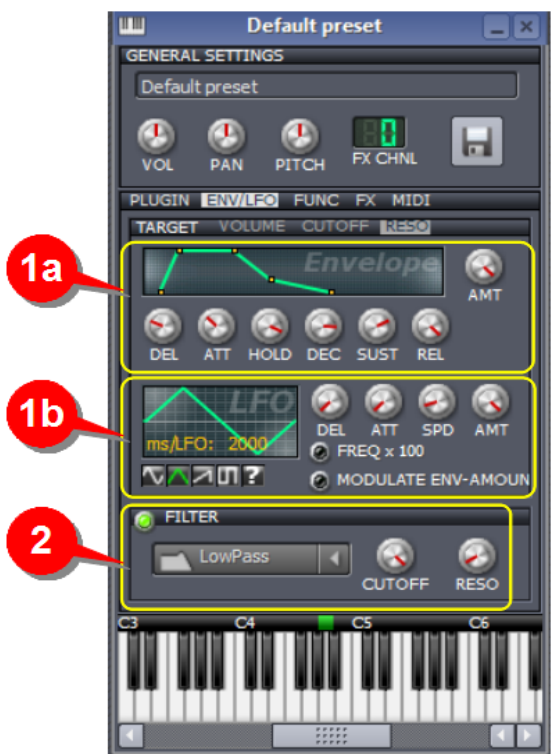 Default preset
GENERAL SETTINGS
Default preset
VOL PAN PITCH FX CHNL
PLUGIN ENV/LFO FUNC FX MIDI
TARGET VOLUME CUTOFF RESO
1a
Envelope
AMT
DEL ATT HOLD DEC SUST REL
1b
LFO
ms/LFO: 2000
DEL ATT SPD AMT
FREQ x 100
?
MODULATE ENV-AMOUN
2
FILTER
LowPass
CUTOFF RESO
C3 C4 C5 C6